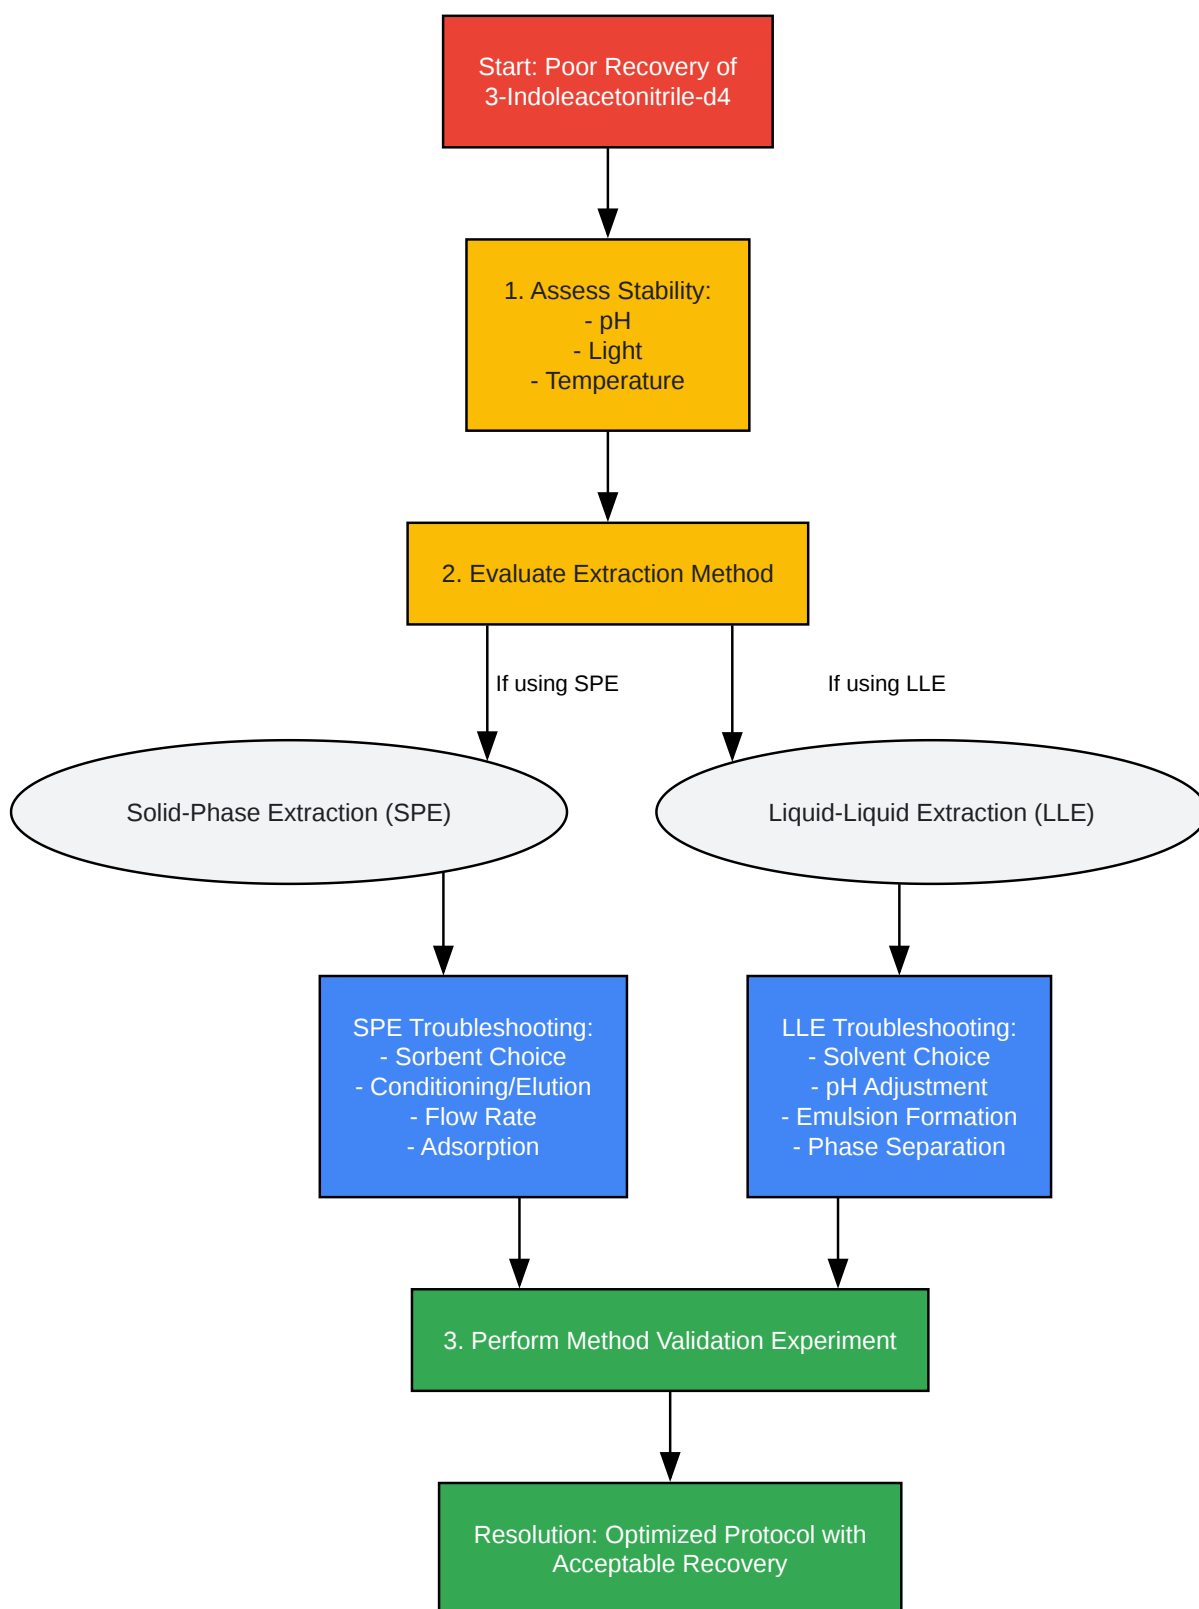 Start: Poor Recovery of
3-Indoleacetonitrile-d4
1. Assess Stability:
- pH
- Light
- Temperature
2. Evaluate Extraction Method
If using SPE
If using LLE
Solid-Phase Extraction (SPE)
Liquid-Liquid Extraction (LLE)
SPE Troubleshooting:
- Sorbent Choice
- Conditioning/Elution
- Flow Rate
- Adsorption
LLE Troubleshooting:
- Solvent Choice
- pH Adjustment
- Emulsion Formation
- Phase Separation
3. Perform Method Validation Experiment
Resolution: Optimized Protocol with
Acceptable Recovery